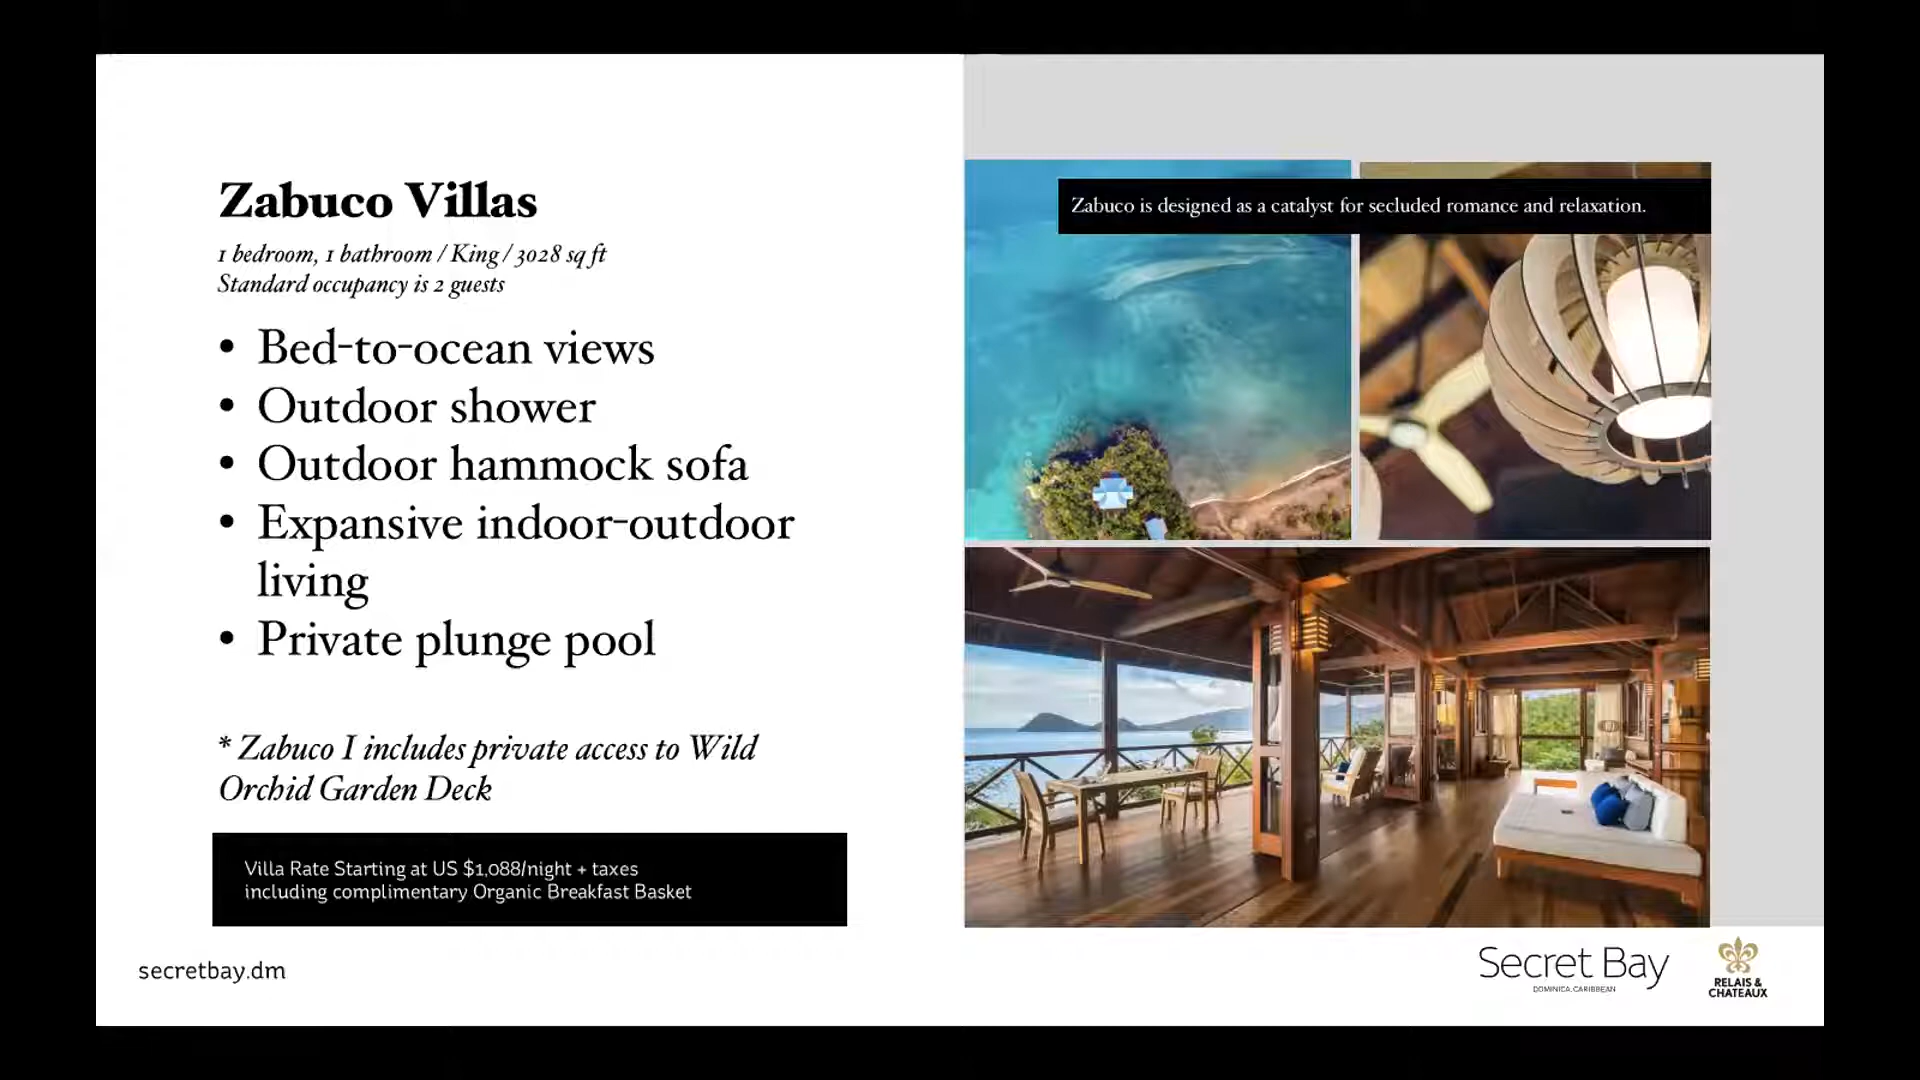 Zabuco Villas
1 bedroom, 1 bathroom / King / 3028 sq ft
Standard occupancy is 2 guests
• Bed-to-ocean views
• Outdoor shower
• Outdoor hammock sofa
• Expansive indoor-outdoor
living
• Private plunge pool
* Zabuco I includes private access to Wild
Orchid Garden Deck
Villa Rate Starting at US $1,088/night + taxes
including complimentary Organic Breakfast Basket
secretbay.dm
Zabuco is designed as a catalyst for secluded romance and relaxation.
Secret Bay
DOMINICA, CARIBBEAN
RELAIS &
CHATEAUX